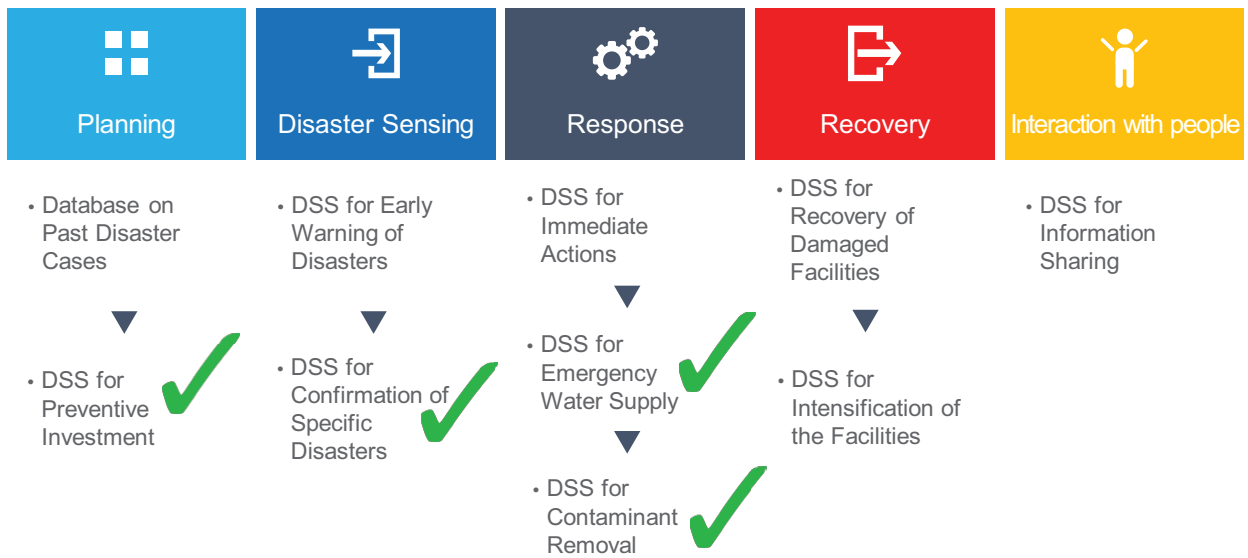 Planning
Disaster Sensing
Response
Recovery
Interaction with people
• Database on
Past Disaster
Cases
• DSS for
Preventive
Investment
• DSS for Early
Warning of
Disasters
• DSS for
Confirmation of
Specific
Disasters
• DSS for
Immediate
Actions
• DSS for
Emergency
Water Supply
• DSS for
Contaminant
Removal
• DSS for
Recovery of
Damaged
Facilities
• DSS for
Intensification of
the Facilities
• DSS for
Information
Sharing